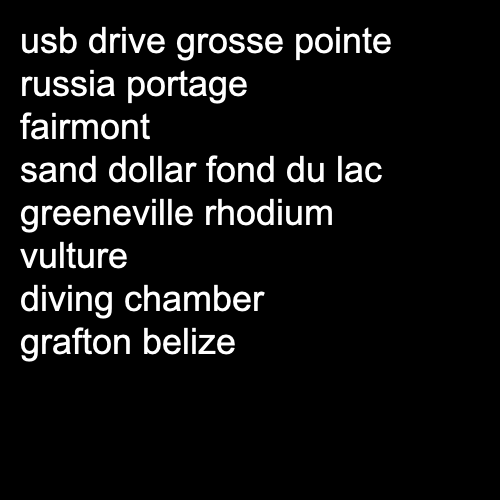 usb drive grosse pointe
russia portage
fairmont
sand dollar fond du lac
greeneville rhodium
vulture
diving chamber
grafton belize